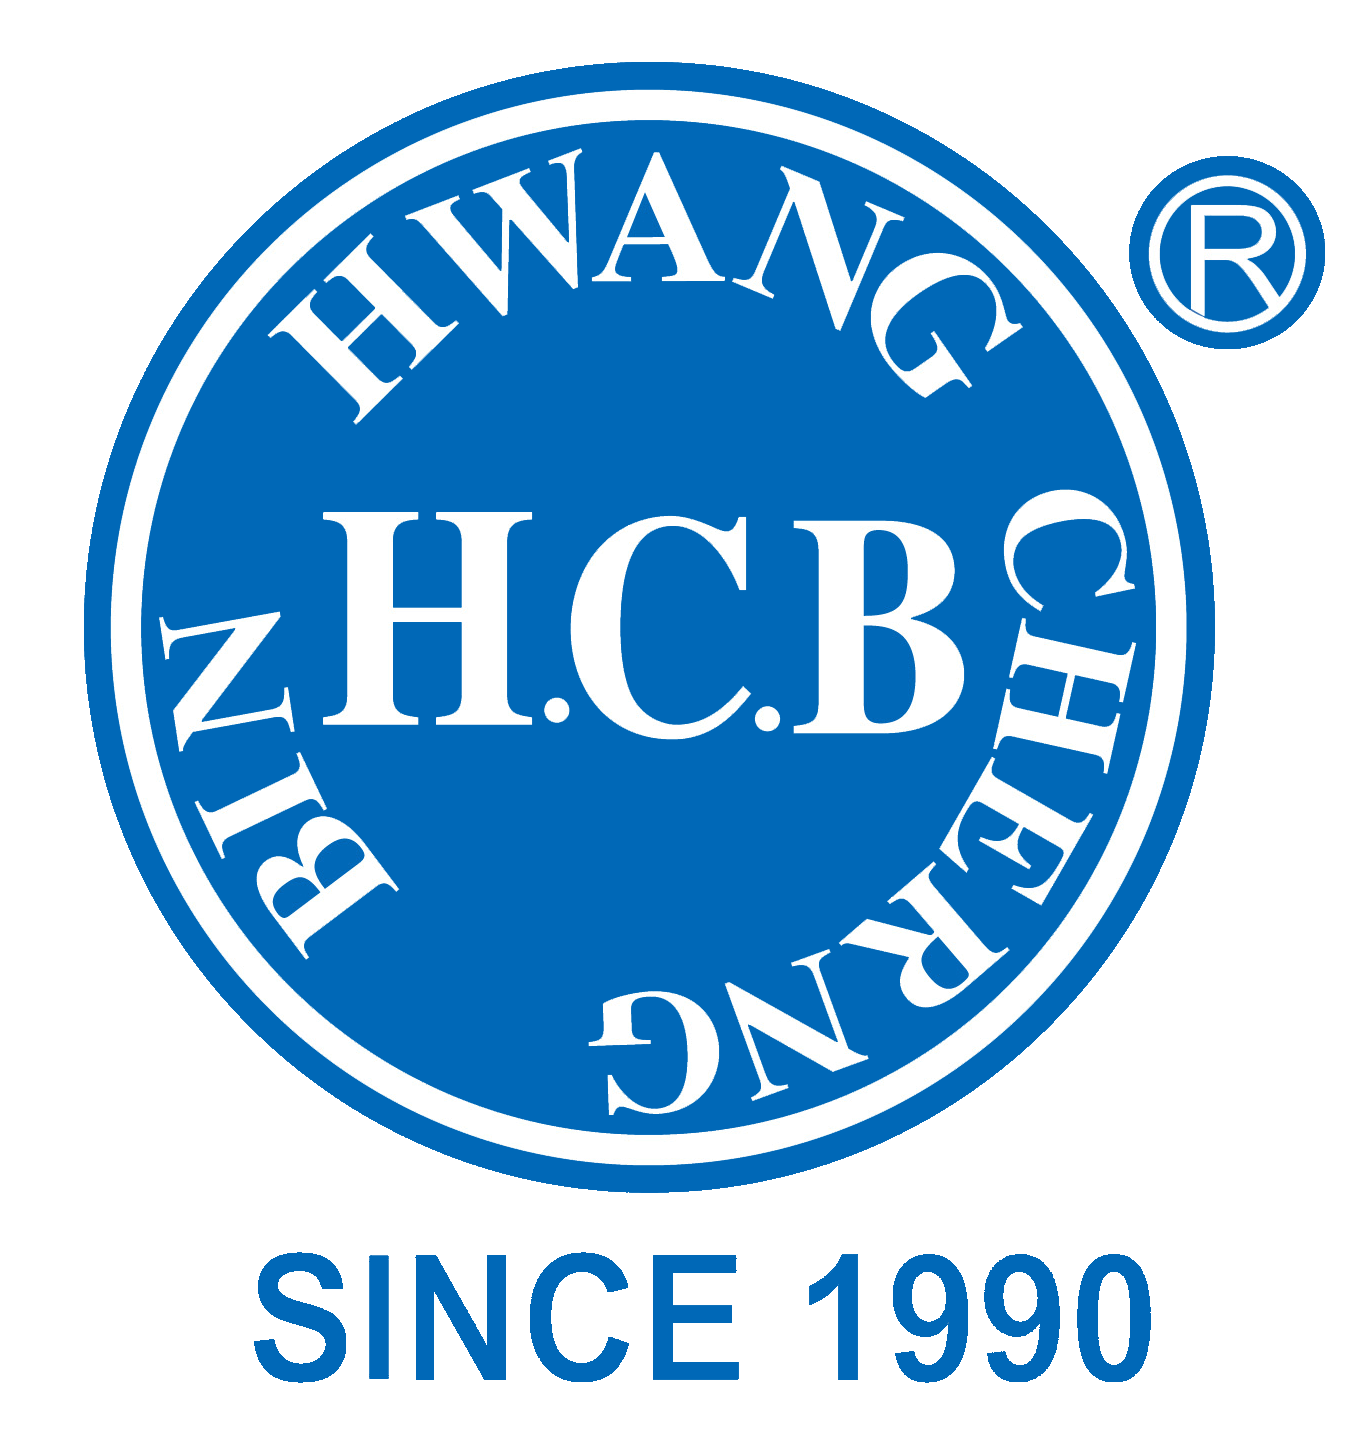 HWANG CHERNG BIN
H.C.B
®
SINCE 1990